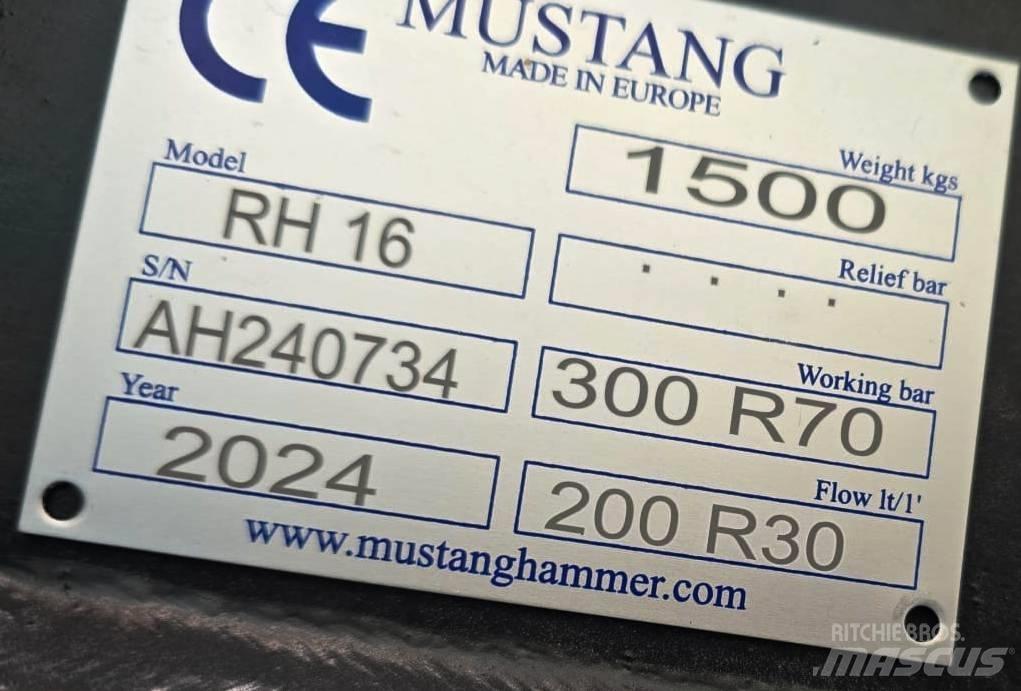 CE MUSTANG
MADE IN EUROPE
Model
RH 16
S/N
AH240734
Year
2024
Weight kgs
1500
Relief bar
. . . .
Working bar
300 R70
Flow lt/1'
200 R30
www.mustanghammer.com
RITCHIE BROS.
MASCUS